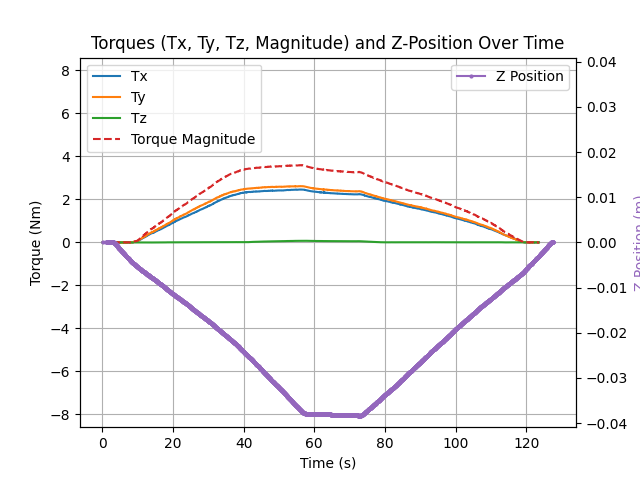 Torques (Tx, Ty, Tz, Magnitude) and Z-Position Over Time
Tx
Ty
Tz
Torque Magnitude
Z Position
8
6
4
2
0
−2
−4
−6
−8
Torque (Nm)
0.04
0.03
0.02
0.01
0.00
−0.01
−0.02
−0.03
−0.04
Z Position (m)
0 20 40 60 80 100 120
Time (s)